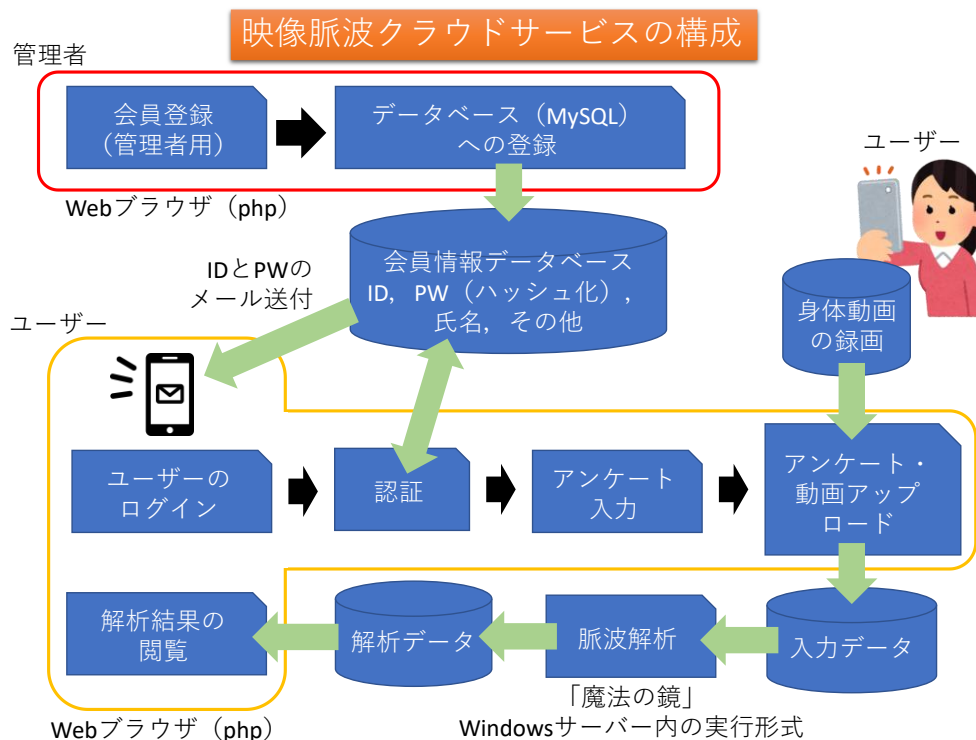 映像脈波クラウドサービスの構成
管理者
会員登録
（管理者用）
データベース（MySQL）
への登録
Webブラウザ（php）
ユーザー
会員情報データベース
ID，PW（ハッシュ化），
氏名，その他
IDとPWの
メール送付
身体動画
の録画
ユーザー
ユーザーの
ログイン
認証
アンケート
入力
アンケート・
動画アップ
ロード
解析結果の
閲覧
解析データ
脈波解析
入力データ
「魔法の鏡」
Windowsサーバー内の実行形式
Webブラウザ（php）